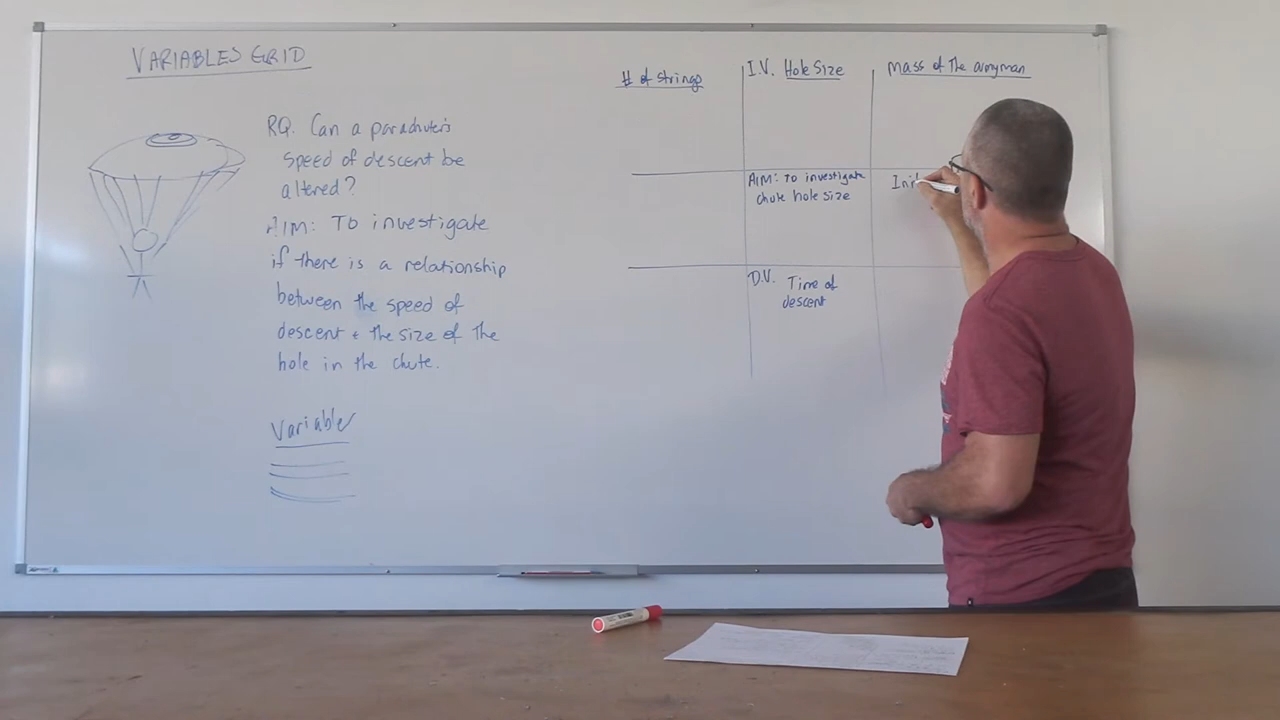 VARIABLES GRID
RQ. Can a parachute's
speed of descent be
altered?
AIM: To investigate
if there is a relationship
between the speed of
descent + the size of the
hole in the chute.
Variables
# of strings
I.V. Hole Size
Mass of the armyman
AIM: To investigate
chute hole size
Init
D.V. Time of
descent